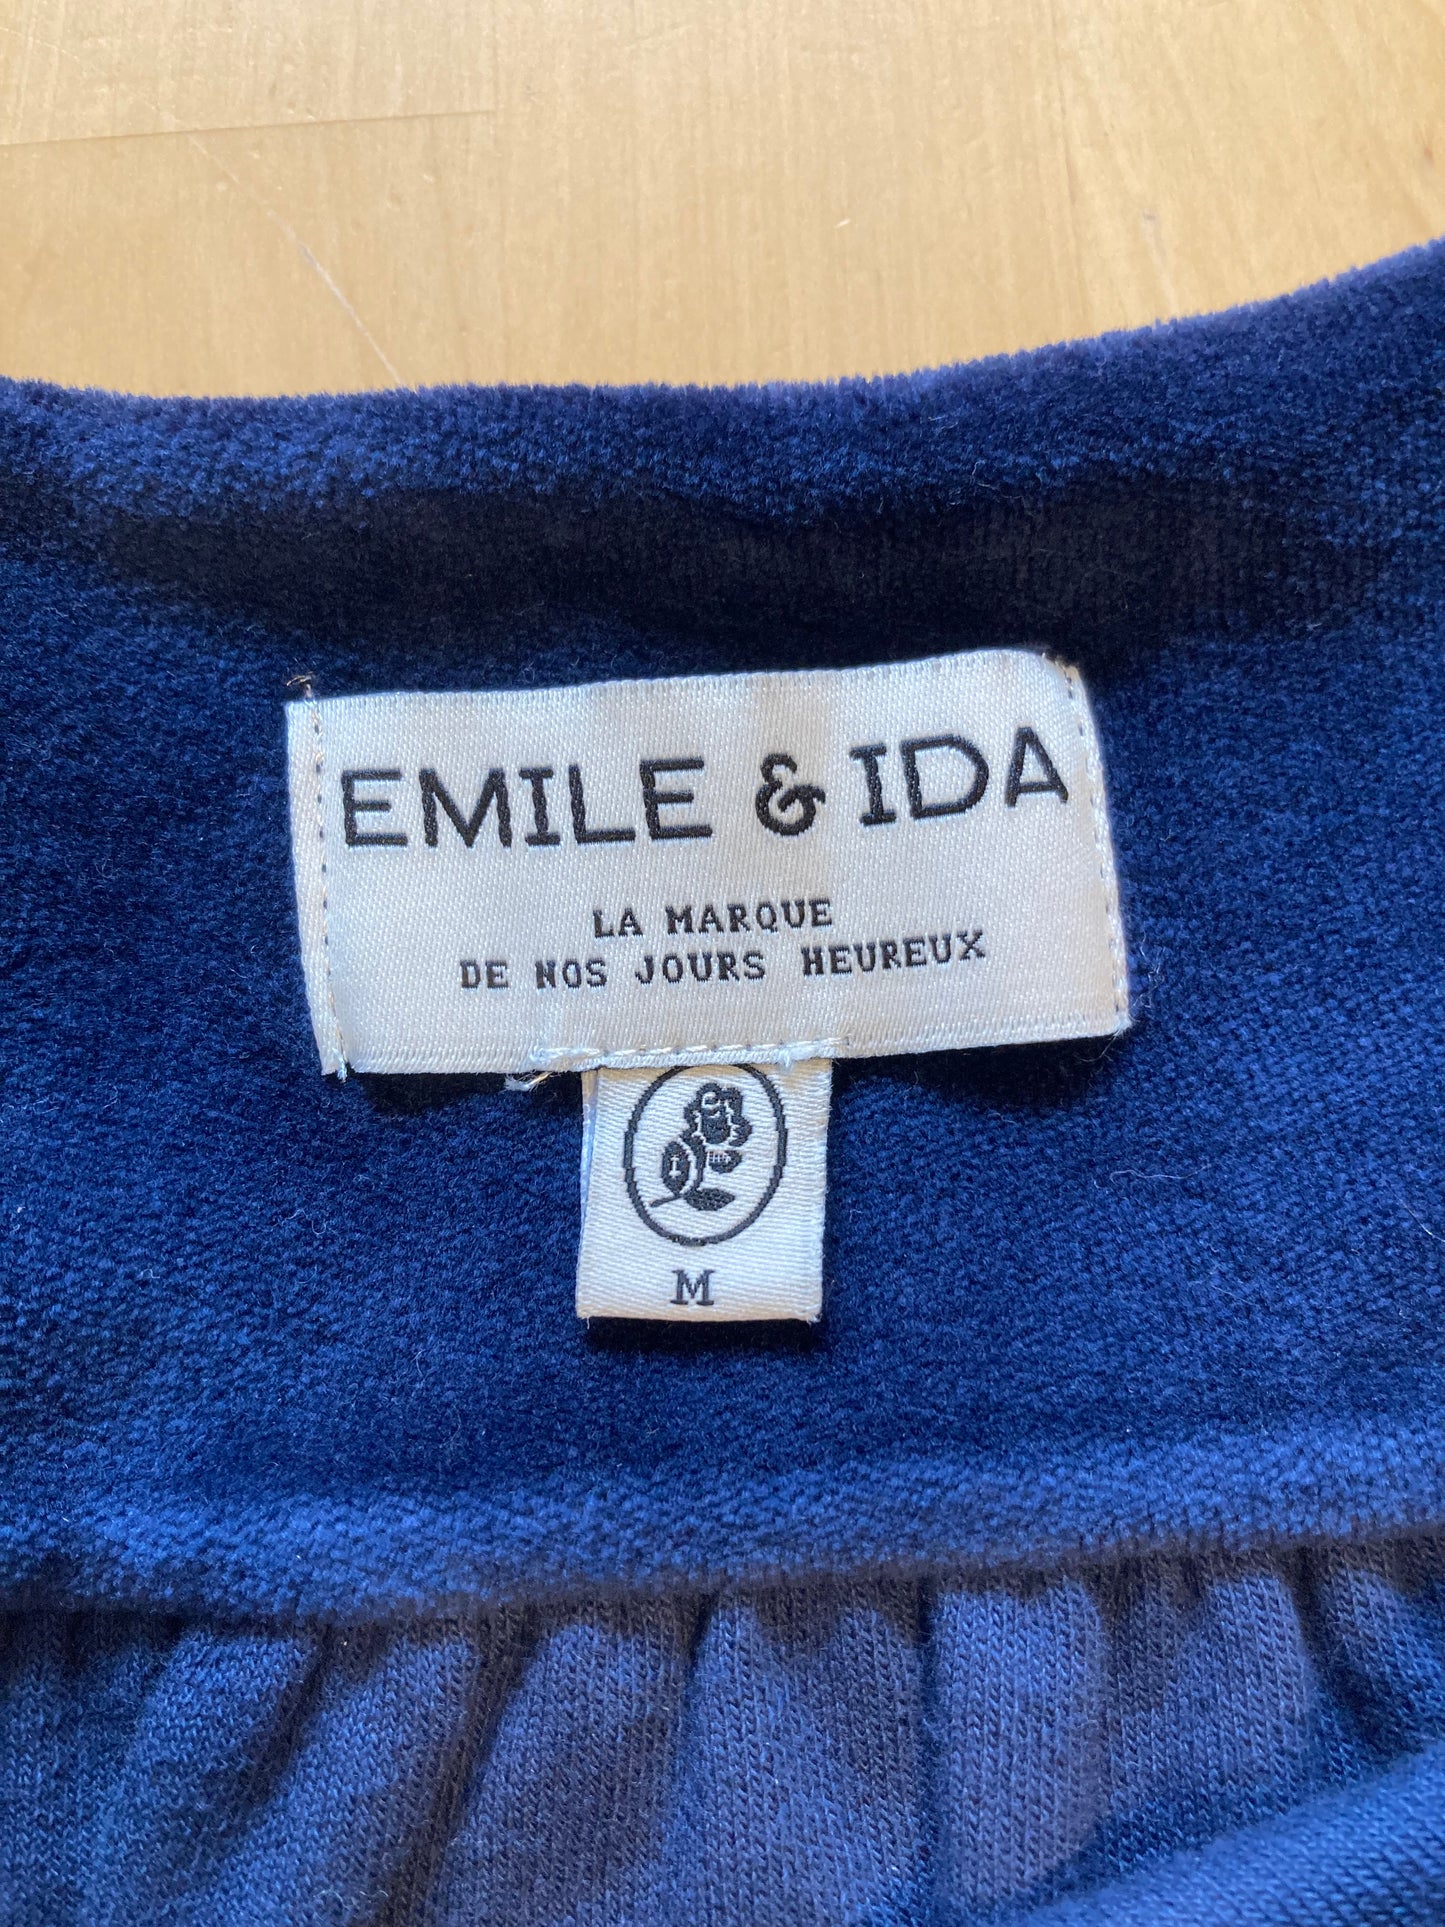 EMILE & IDA
LA MARQUE
DE NOS JOURS HEUREUX
M